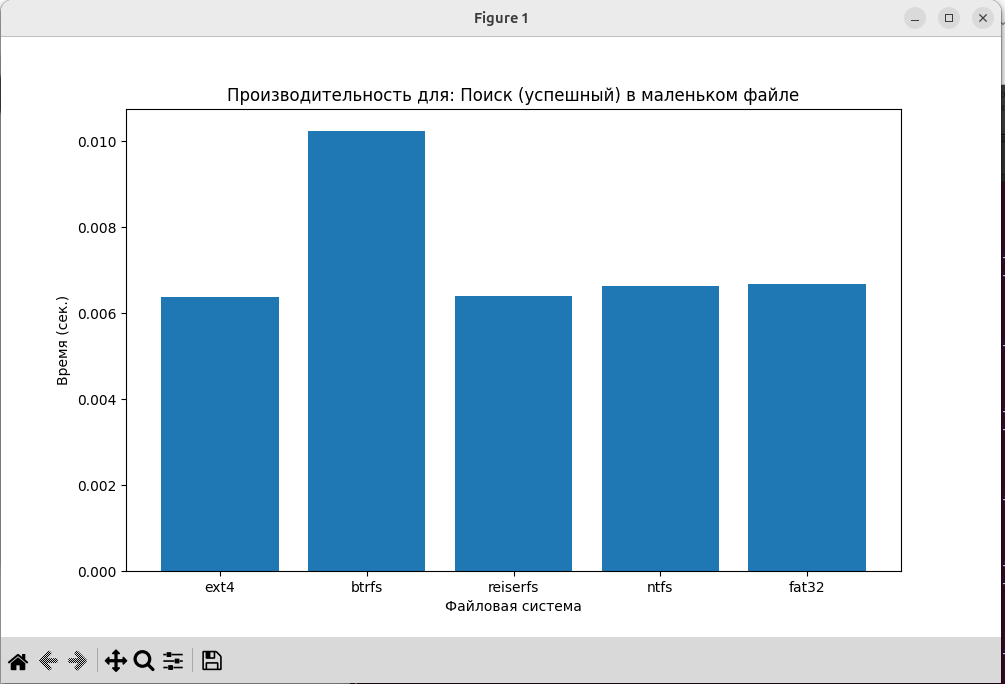 Figure 1
Производительность для: Поиск (успешный) в маленьком файле
0.010
0.008
0.006
0.004
0.002
0.000
Время (сек.)
ext4 btrfs reiserfs ntfs fat32
Файловая система